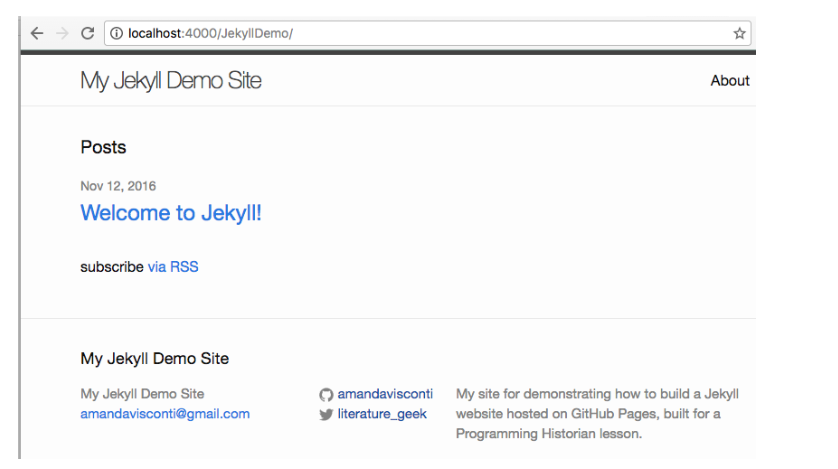 localhost:4000/JekyllDemo/
My Jekyll Demo Site
About
Posts
Nov 12, 2016
Welcome to Jekyll!
subscribe via RSS
My Jekyll Demo Site
My Jekyll Demo Site
amandavisconti@gmail.com
amandavisconti
literature_geek
My site for demonstrating how to build a Jekyll
website hosted on GitHub Pages, built for a
Programming Historian lesson.